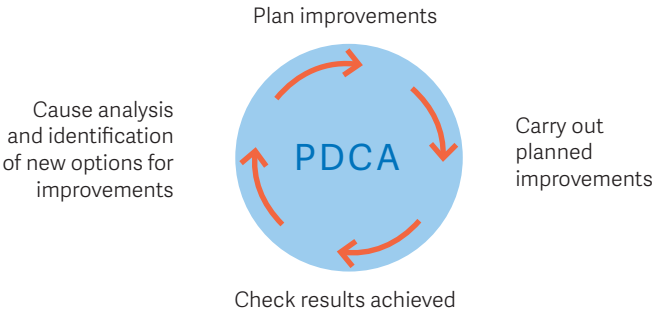 Plan improvements
Cause analysis
and identification
of new options for
improvements
PDCA
Carry out
planned
improvements
Check results achieved